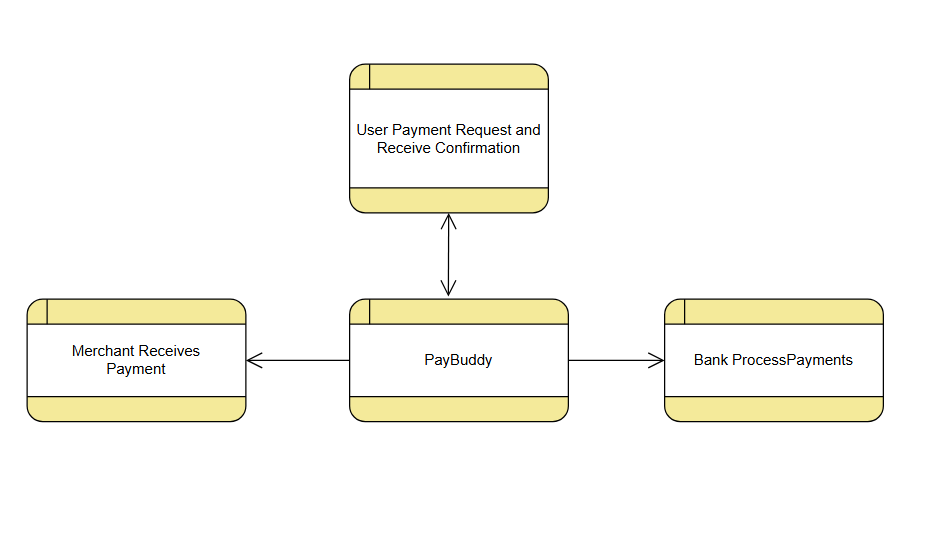 User Payment Request and
Receive Confirmation
Merchant Receives
Payment
PayBuddy
Bank ProcessPayments